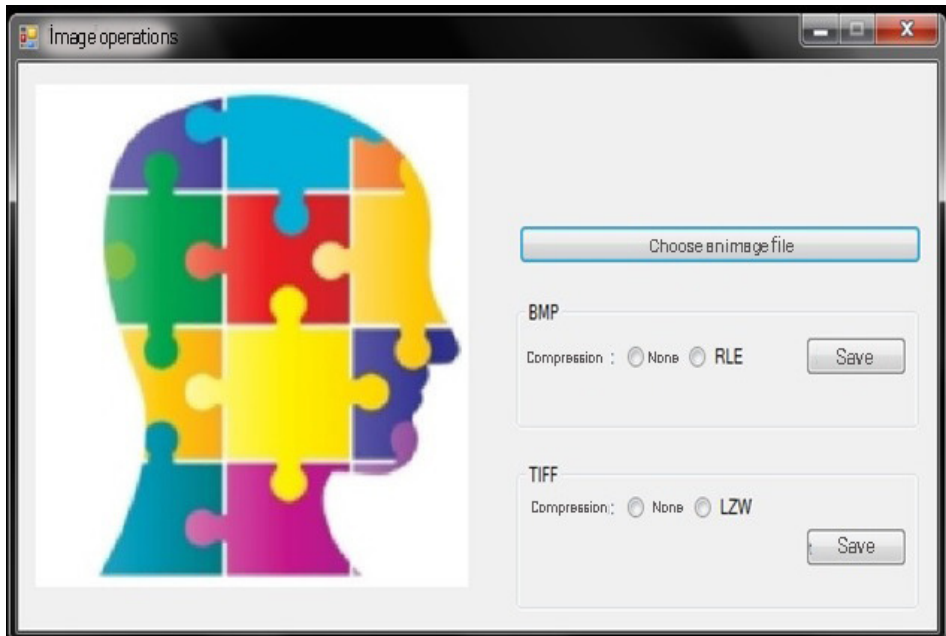 İmage operations
Choose an image file
BMP
Compression : None RLE
Save
TIFF
Compression : None LZW
Save